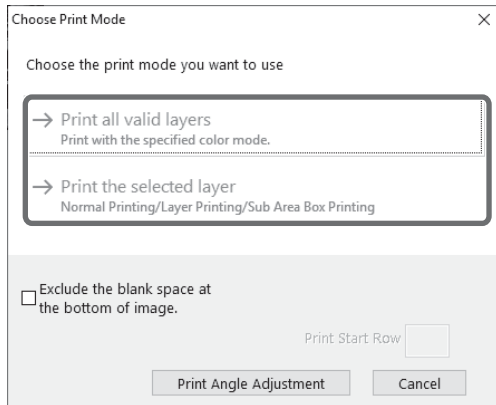 Choose Print Mode
Choose the print mode you want to use
Print all valid layers
Print with the specified color mode.
Print the selected layer
Normal Printing/Layer Printing/Sub Area Box Printing
Exclude the blank space at
the bottom of image.
Print Start Row
Print Angle Adjustment
Cancel